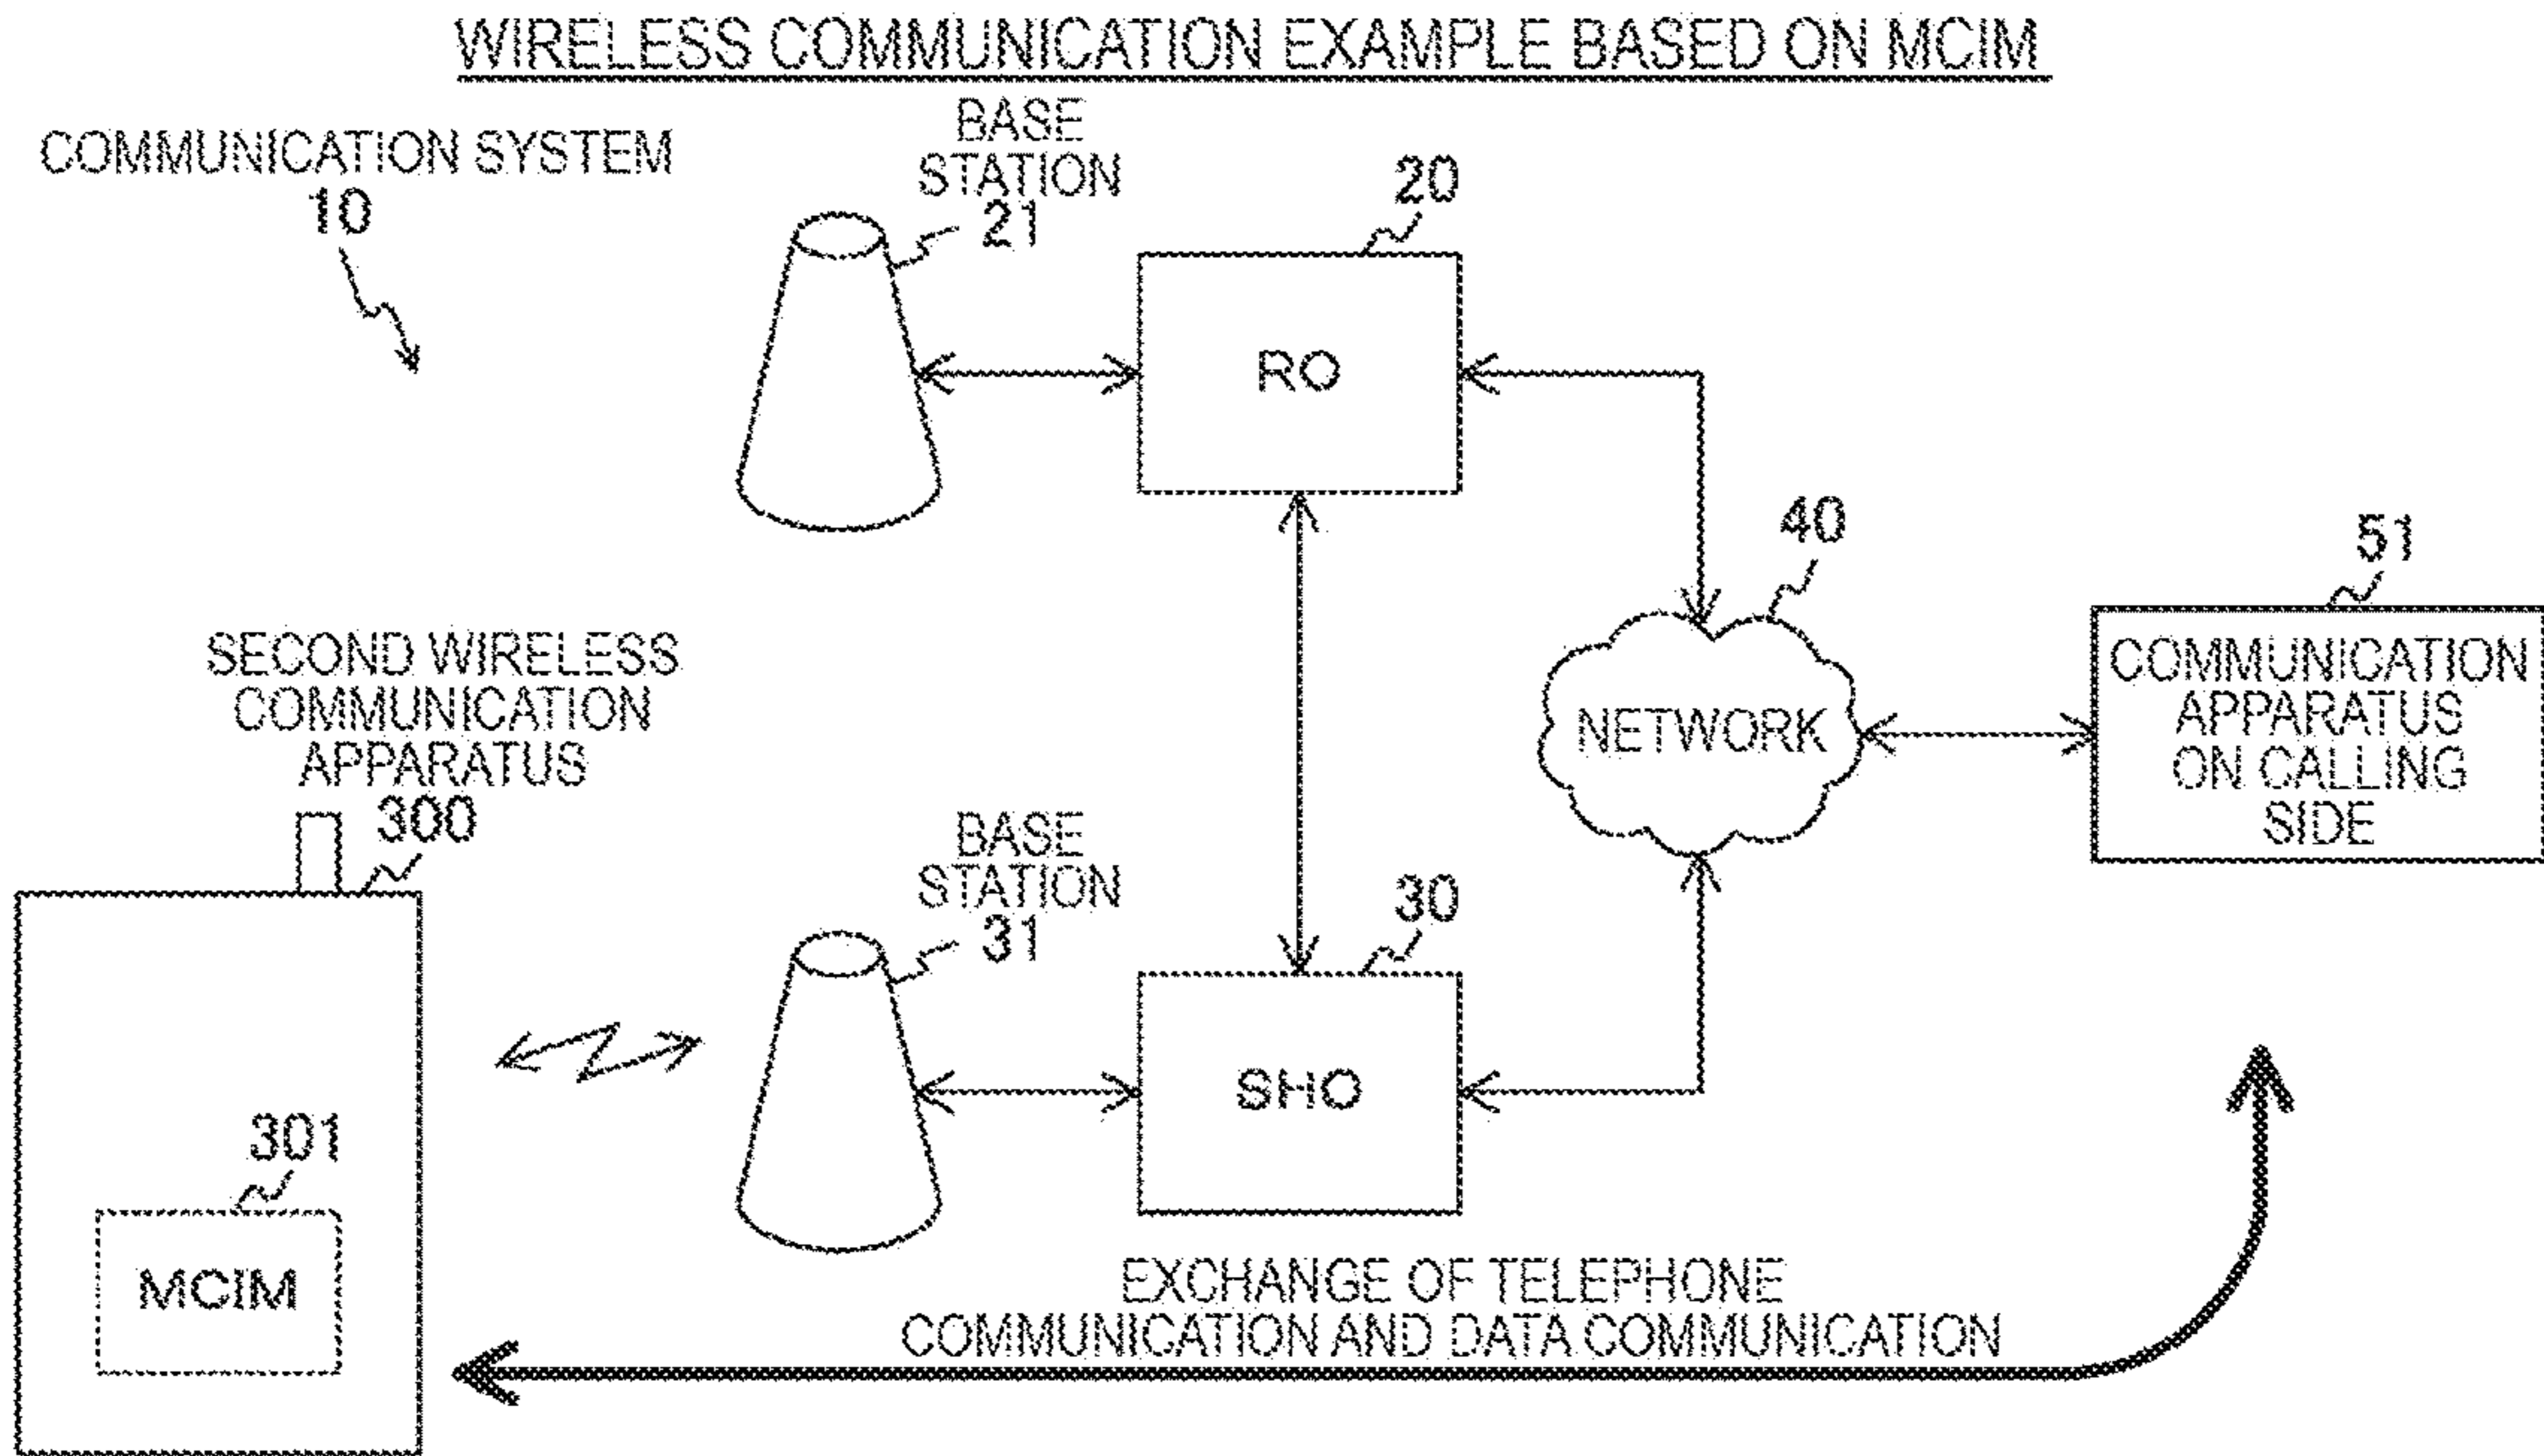 WIRELESS COMMUNICATION EXAMPLE BASED ON MCIM
COMMUNICATION SYSTEM
10
BASE
STATION
21
20
RO
40
51
SECOND WIRELESS
COMMUNICATION
APPARATUS
300
NETWORK
COMMUNICATION
APPARATUS
ON CALLING
SIDE
BASE
STATION
31
30
SHO
301
MCIM
EXCHANGE OF TELEPHONE
COMMUNICATION AND DATA COMMUNICATION